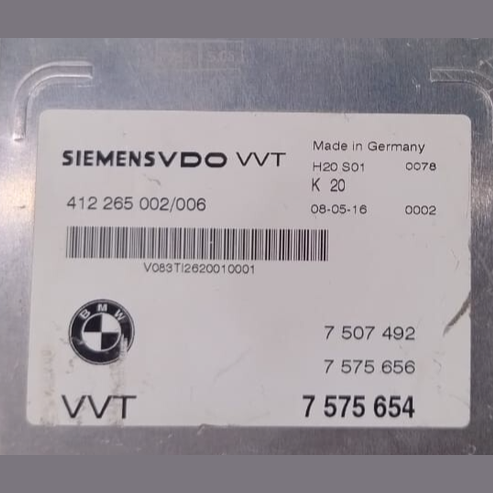 SIEMENSVDO VVT
Made in Germany
H20 S01 0078
K 20
412 265 002/006
08-05-16 0002
V083TI2620010001
BMW
7 507 492
7 575 656
VVT 7 575 654